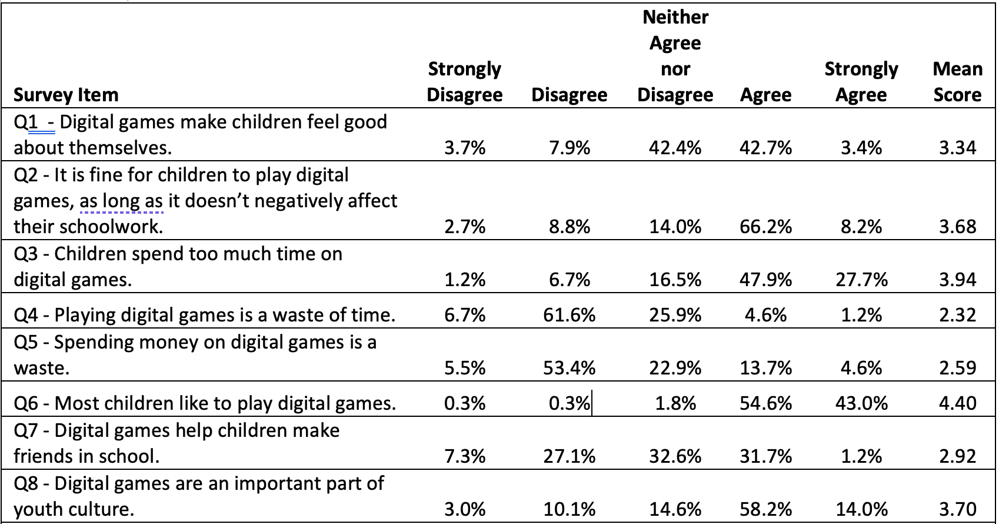 Neither
Agree
Strongly nor Strongly Mean
Survey Item Disagree Disagree Disagree Agree Agree Score
Q1 - Digital games make children feel good
about themselves. 3.7% 7.9% 42.4% 42.7% 3.4% 3.34
Q2 - It is fine for children to play digital
games, as long as it doesn’t negatively affect
their schoolwork. 2.7% 8.8% 14.0% 66.2% 8.2% 3.68
Q3 - Children spend too much time on
digital games. 1.2% 6.7% 16.5% 47.9% 27.7% 3.94
Q4 - Playing digital games is a waste of time. 6.7% 61.6% 25.9% 4.6% 1.2% 2.32
Q5 - Spending money on digital games is a
waste. 5.5% 53.4% 22.9% 13.7% 4.6% 2.59
Q6 - Most children like to play digital games. 0.3% 0.3% 1.8% 54.6% 43.0% 4.40
Q7 - Digital games help children make
friends in school. 7.3% 27.1% 32.6% 31.7% 1.2% 2.92
Q8 - Digital games are an important part of
youth culture. 3.0% 10.1% 14.6% 58.2% 14.0% 3.70